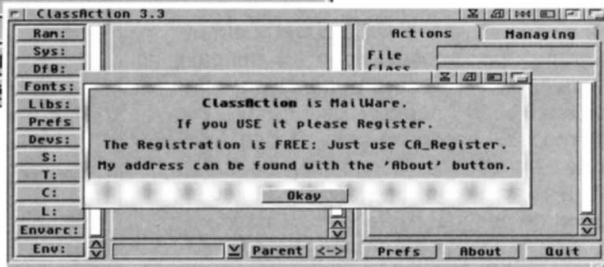 ClassAction 3.3
Ram:
Sys:
Df0:
Fonts:
Libs:
Prefs
Devs:
S:
T:
C:
L:
Envarc:
Env:
Parent
<->
Actions
Managing
File
Class
ClassAction is MailWare.
If you USE it please Register.
The Registration is FREE: Just use CA_Register.
My address can be found with the 'About' button.
Okay
Prefs
About
Quit